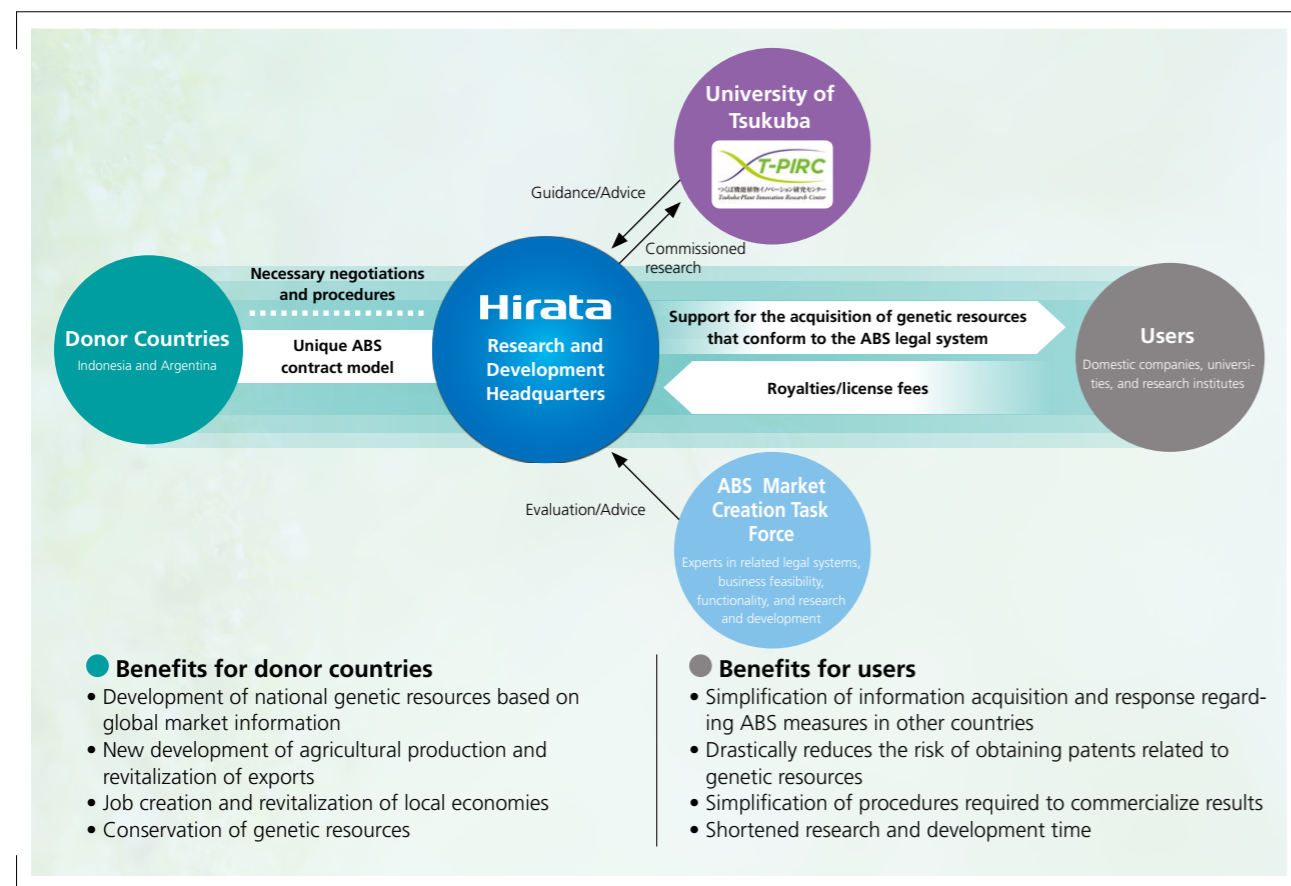 University of
Tsukuba
T-PIRC
つくば機能植物イノベーション研究センター
Tsukuba Plant Innovation Research Center
Guidance/Advice
Commissioned
research
Donor Countries
Indonesia and Argentina
Necessary negotiations
and procedures
Unique ABS
contract model
Hirata
Research and
Development
Headquarters
Support for the acquisition of genetic resources
that conform to the ABS legal system
Royalties/license fees
Users
Domestic companies, universi-
ties, and research institutes
Evaluation/Advice
ABS Market
Creation Task
Force
Experts in related legal systems,
business feasibility,
functionality, and research
and development
Benefits for donor countries
• Development of national genetic resources based on
global market information
• New development of agricultural production and
revitalization of exports
• Job creation and revitalization of local economies
• Conservation of genetic resources
Benefits for users
• Simplification of information acquisition and response regard-
ing ABS measures in other countries
• Drastically reduces the risk of obtaining patents related to
genetic resources
• Simplification of procedures required to commercialize results
• Shortened research and development time